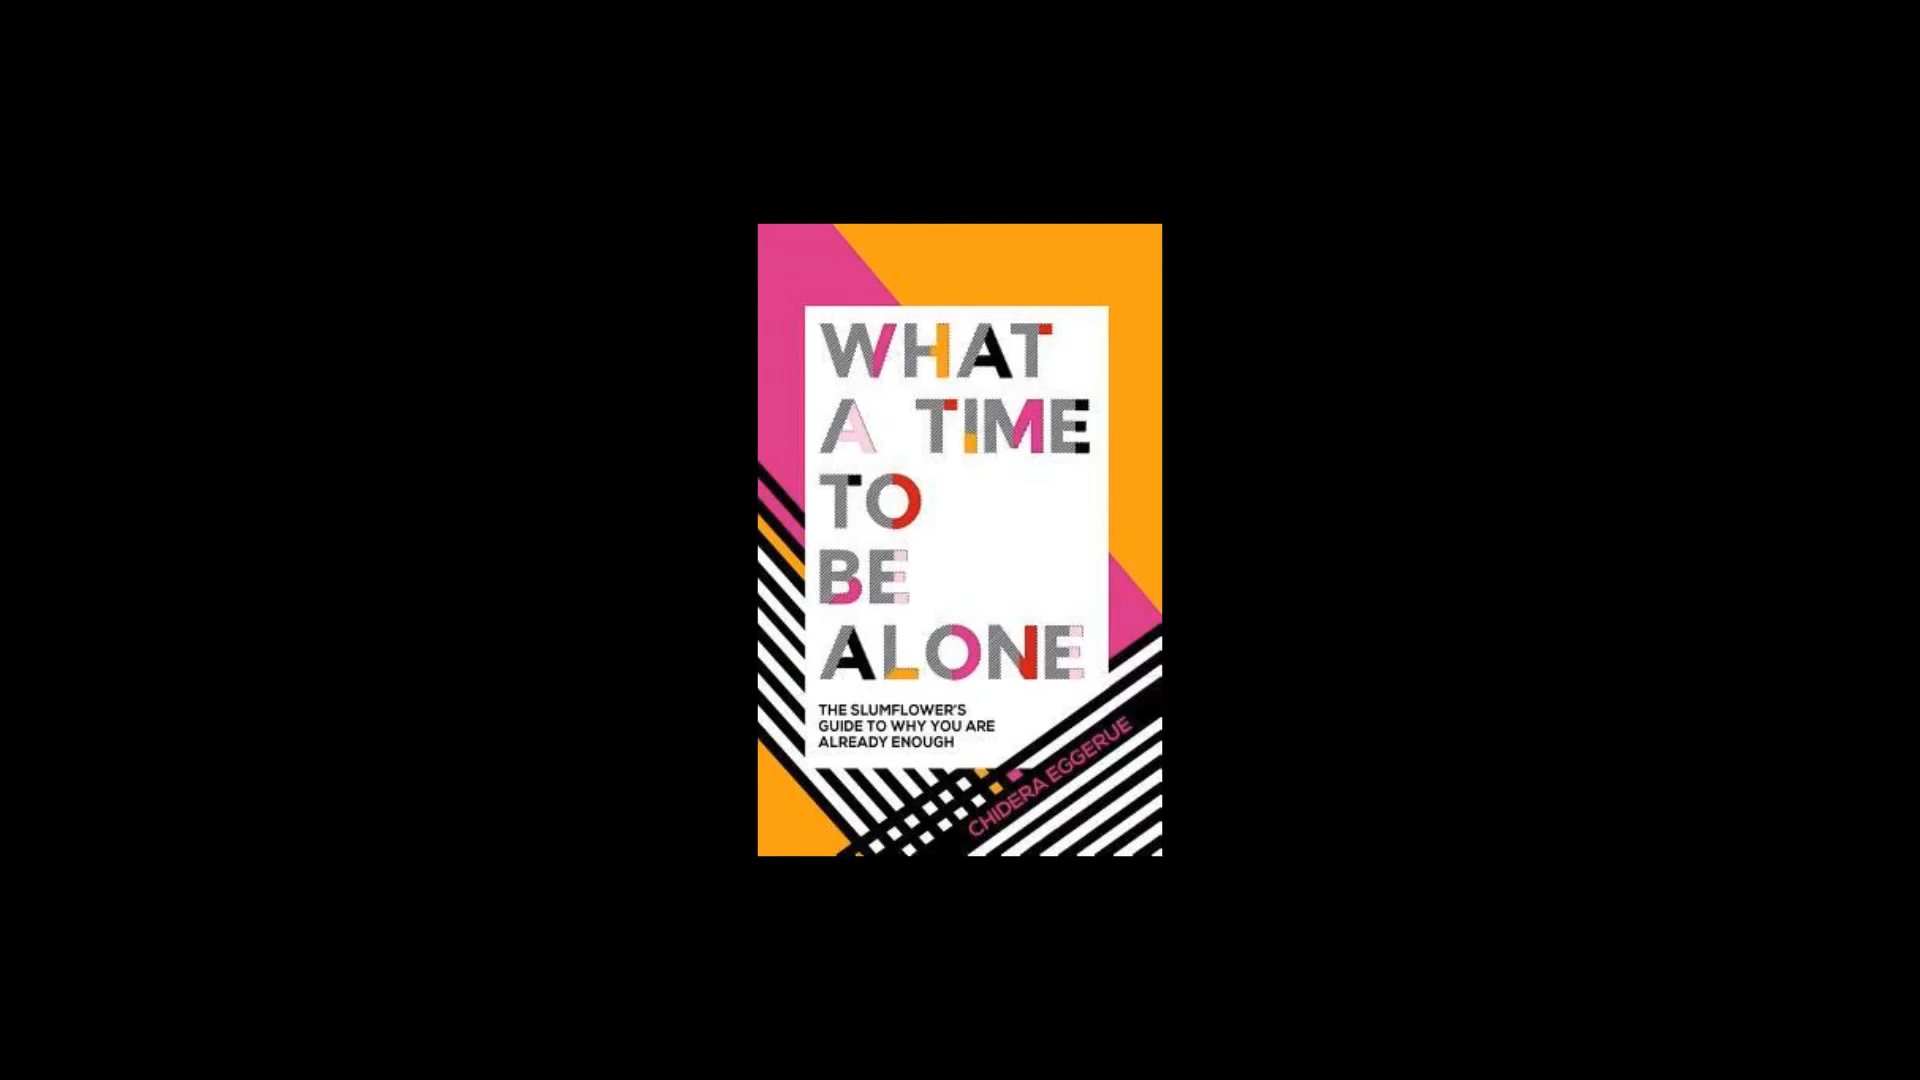 WHAT
A TIME
TO
BE
ALONE
THE SLUMFLOWER'S
GUIDE TO WHY YOU ARE
ALREADY ENOUGH
CHIDERA EGGERUE